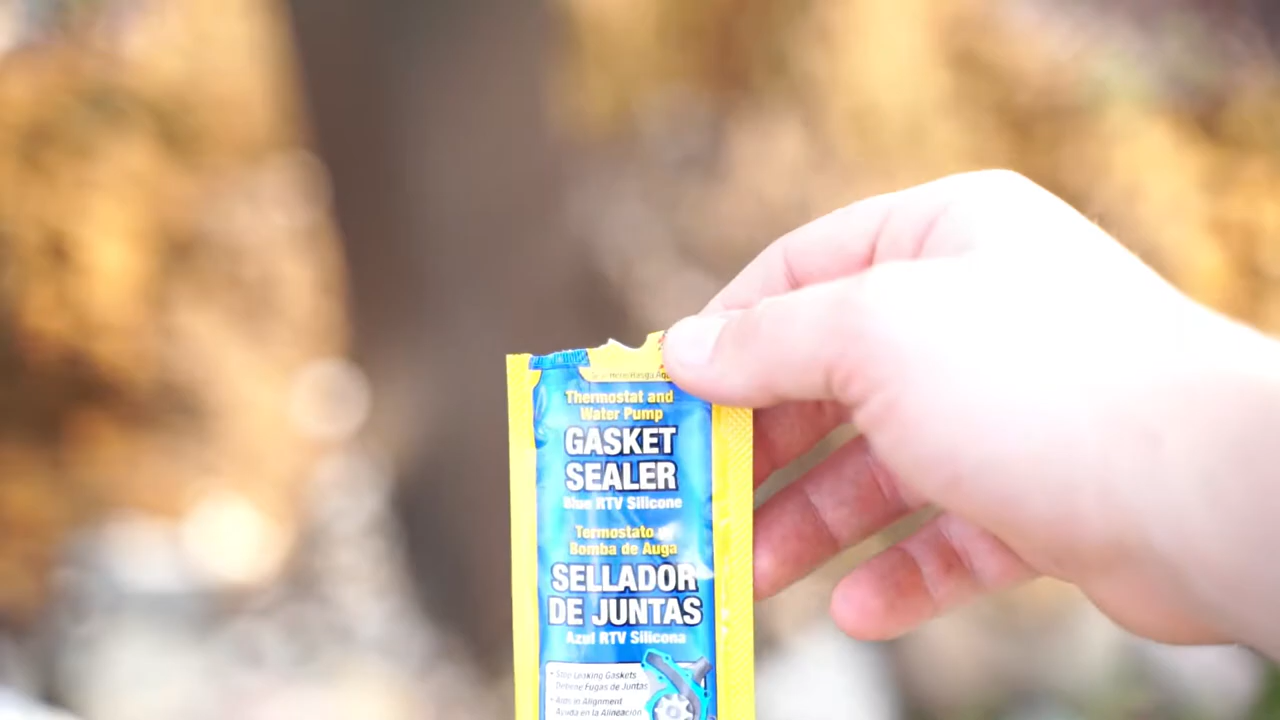 Thermostat and
Water Pump
GASKET
SEALER
Blue RTV Silicone
Termostato
Bomba de Auga
SELLADOR
DE JUNTAS
Azul RTV Silicona
• Stop Leaking Gaskets
Detiene Fugas de Juntas
• Aids in Alignment
Ayuda en la Alineación